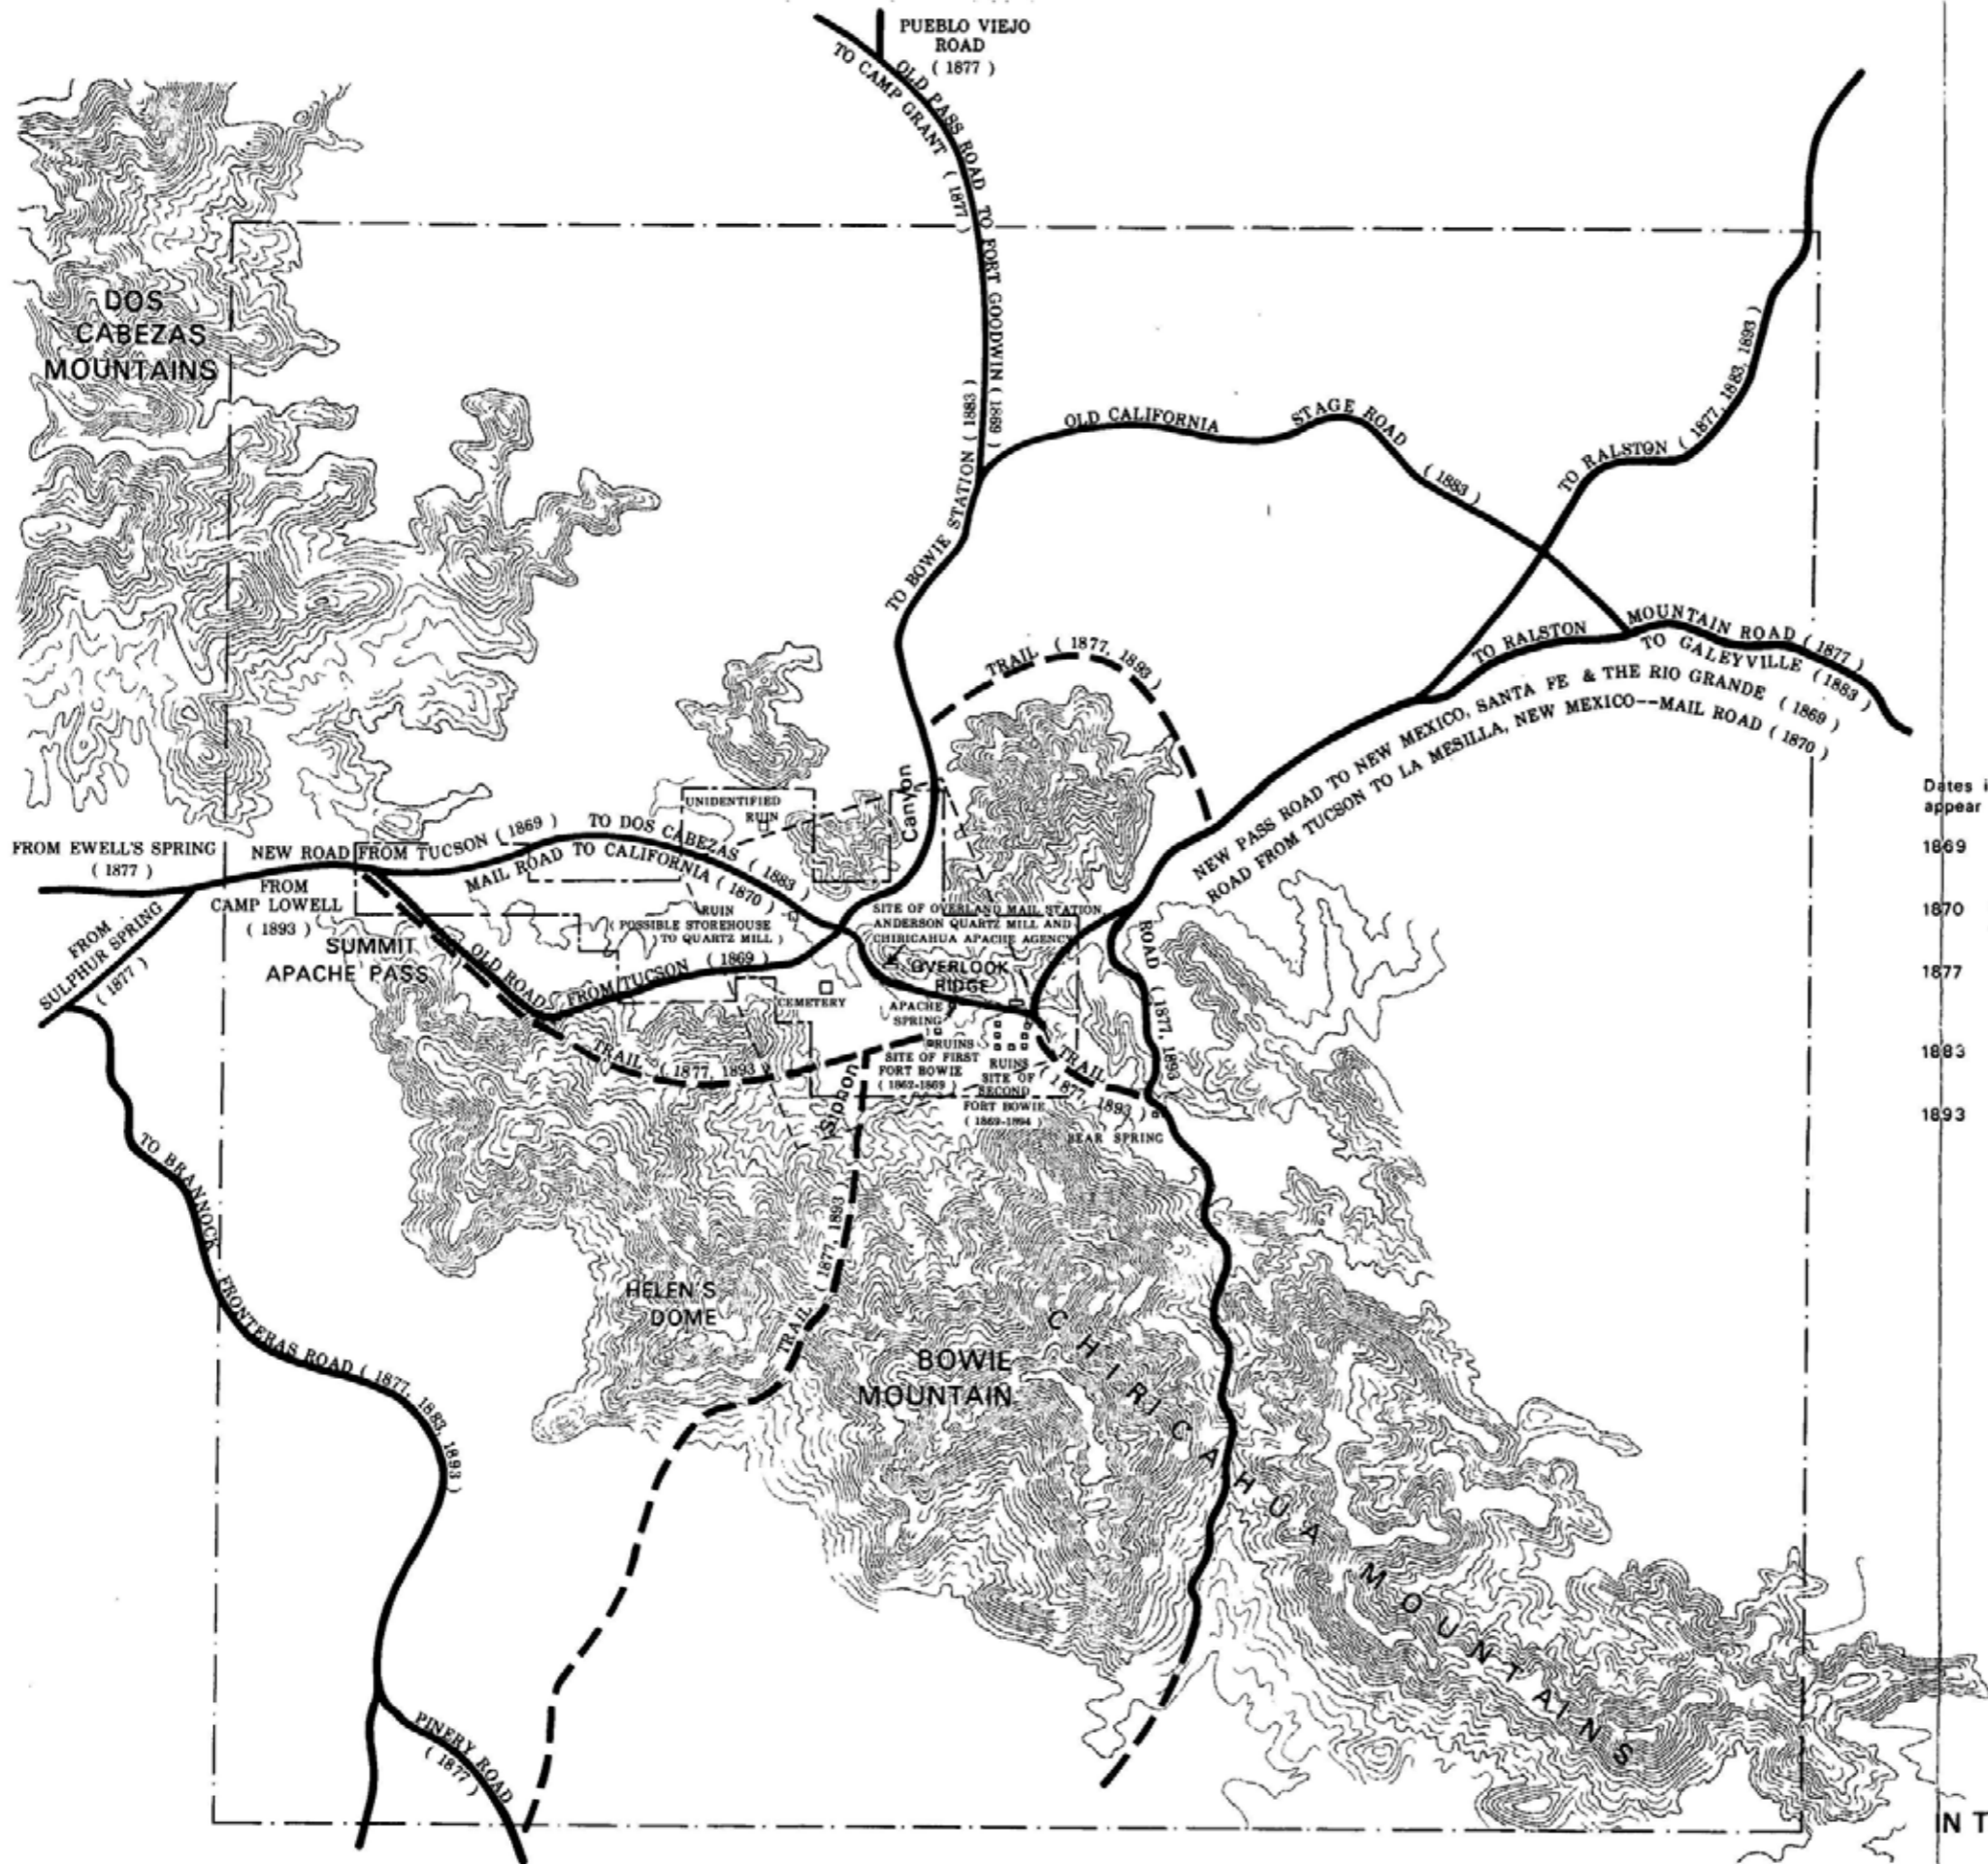 PUEBLO VIEJO
ROAD
( 1877 )
TO CAMP GRANT ( 1877 )
OLD PASS ROAD TO FORT GOODWIN ( 1869 )
DOS
CABEZAS
MOUNTAINS
TO BOWIE STATION ( 1883 )
OLD CALIFORNIA STAGE ROAD ( 1883 )
TO RALSTON ( 1877, 1883, 1893 )
TRAIL ( 1877, 1893 )
TO RALSTON
MOUNTAIN ROAD ( 1877 )
TO GALEYVILLE ( 1883 )
NEW PASS ROAD TO NEW MEXICO, SANTA FE & THE RIO GRANDE ( 1869 )
ROAD FROM TUCSON TO LA MESILLA, NEW MEXICO--MAIL ROAD ( 1870 )
Dates i
appear
1869
1870
1877
1883
1893
UNIDENTIFIED
RUIN
Canyon
FROM EWELL'S SPRING
( 1877 )
NEW ROAD FROM TUCSON ( 1869 )
TO DOS CABEZAS ( 1883 )
MAIL ROAD TO CALIFORNIA ( 1870 )
FROM
CAMP LOWELL
( 1893 )
FROM
SULPHUR SPRING
( 1877 )
SUMMIT
APACHE PASS
RUIN
( POSSIBLE STOREHOUSE
TO QUARTZ MILL )
SITE OF OVERLAND MAIL STATION,
ANDERSON QUARTZ MILL AND
CHIRICAHUA APACHE AGENCY
OLD ROAD FROM TUCSON ( 1869 )
OVERLOOK
RIDGE
CEMETERY
APACHE
SPRING
RUINS
SITE OF FIRST
FORT BOWIE
( 1862-1869 )
RUINS
SITE OF
SECOND
FORT BOWIE
( 1869-1894 )
TRAIL ( 1877, 1893 )
TRAIL
( 1877, 1893 )
ROAD ( 1877, 1893 )
BEAR SPRING
Siphon
TRAIL ( 1877, 1893 )
TO BRANNOCK
FRONTERAS ROAD ( 1877, 1883, 1893 )
HELEN'S
DOME
BOWIE
MOUNTAIN
CHIRICAHUA MOUNTAINS
PINERY ROAD
( 1877 )
IN T